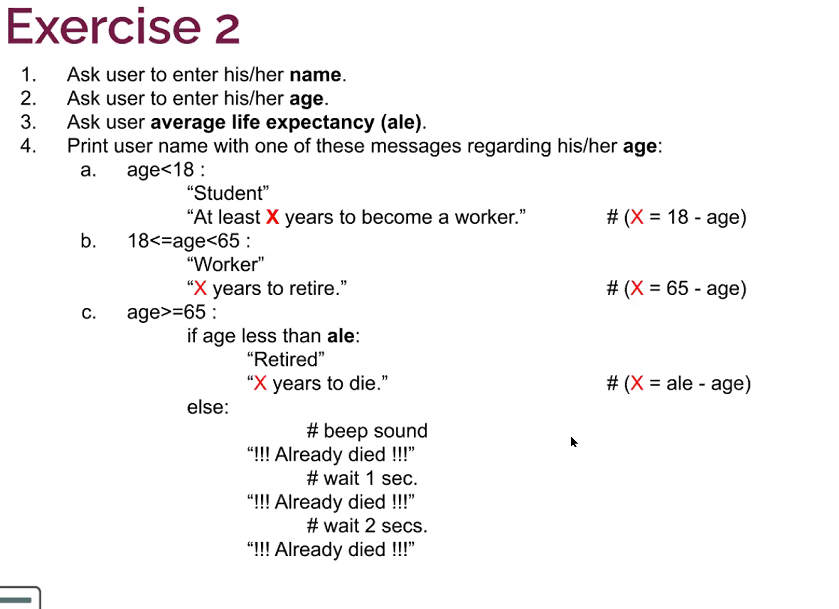 Exercise 2
1. Ask user to enter his/her name.
2. Ask user to enter his/her age.
3. Ask user average life expectancy (ale).
4. Print user name with one of these messages regarding his/her age:
a. age<18 :
“Student”
“At least X years to become a worker.” # (X = 18 - age)
b. 18<=age<65 :
“Worker”
“X years to retire.” # (X = 65 - age)
c. age>=65 :
if age less than ale:
“Retired”
“X years to die.” # (X = ale - age)
else:
# beep sound
“!!! Already died !!!”
# wait 1 sec.
“!!! Already died !!!”
# wait 2 secs.
“!!! Already died !!!”